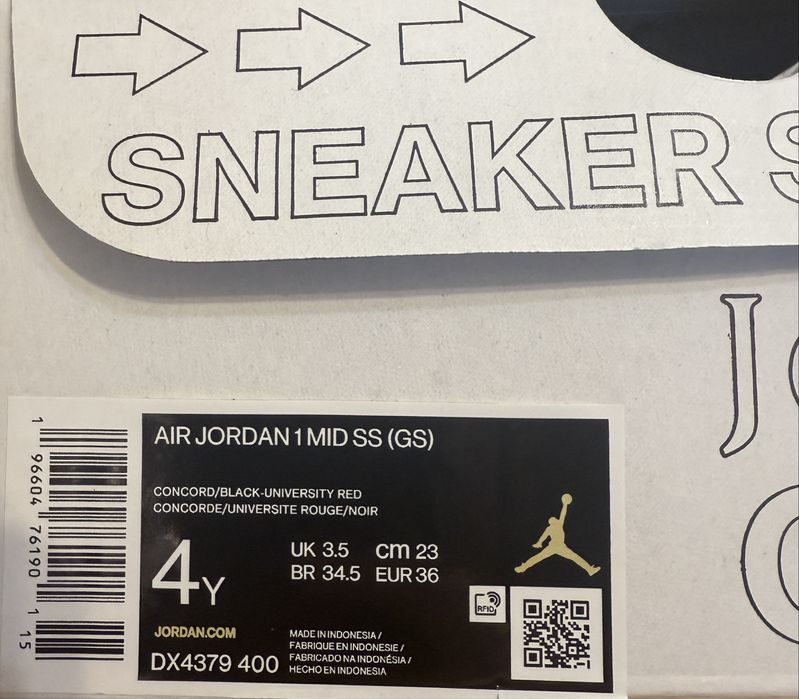 SNEAKER S
J
1 96604 76190 1
15
AIR JORDAN 1 MID SS (GS)
CONCORD/BLACK-UNIVERSITY RED
CONCORDE/UNIVERSITE ROUGE/NOIR
4Y
UK 3.5 cm 23
BR 34.5 EUR 36
RFID
JORDAN.COM
DX4379 400
MADE IN INDONESIA /
FABRIQUE EN INDONESIE /
FABRICADO NA INDONÉSIA /
HECHO EN INDONESIA